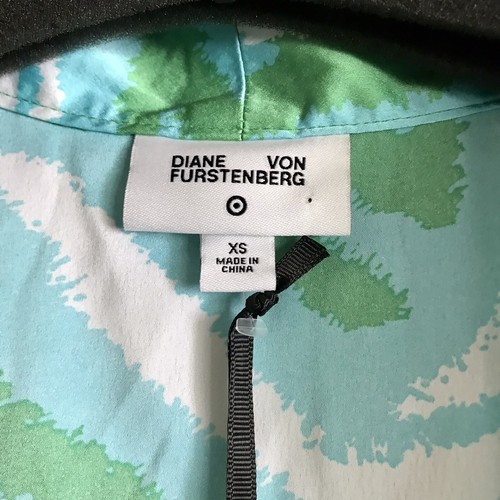 DIANE VON
FURSTENBERG
XS
MADE IN
CHINA